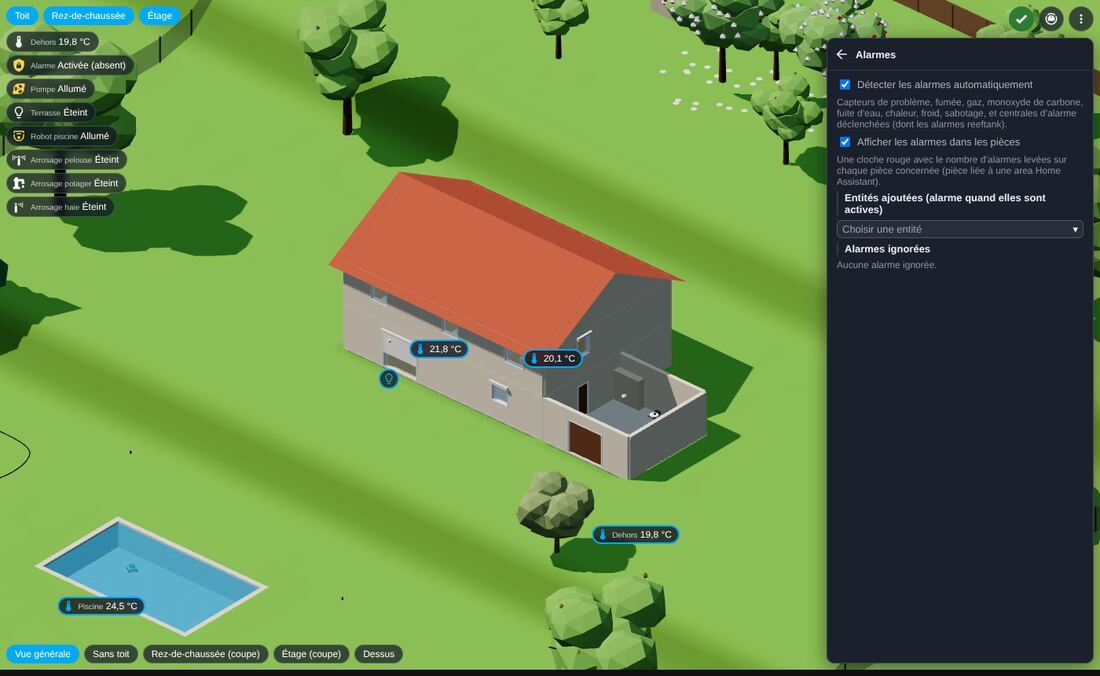 Toit
Rez-de-chaussée
Étage
Dehors 19,8 °C
Alarme Activée (absent)
Pompe Allumé
Terrasse Éteint
Robot piscine Allumé
Arrosage pelouse Éteint
Arrosage potager Éteint
Arrosage haie Éteint
21,8 °C
20,1 °C
Dehors 19,8 °C
Piscine 24,5 °C
Vue générale
Sans toit
Rez-de-chaussée (coupe)
Étage (coupe)
Dessus
Alarmes
Détecter les alarmes automatiquement
Capteurs de problème, fumée, gaz, monoxyde de carbone,
fuite d'eau, chaleur, froid, sabotage, et centrales d'alarme
déclenchées (dont les alarmes reeftank).
Afficher les alarmes dans les pièces
Une cloche rouge avec le nombre d'alarmes levées sur
chaque pièce concernée (pièce liée à une area Home
Assistant).
Entités ajoutées (alarme quand elles sont
actives)
Choisir une entité
Alarmes ignorées
Aucune alarme ignorée.